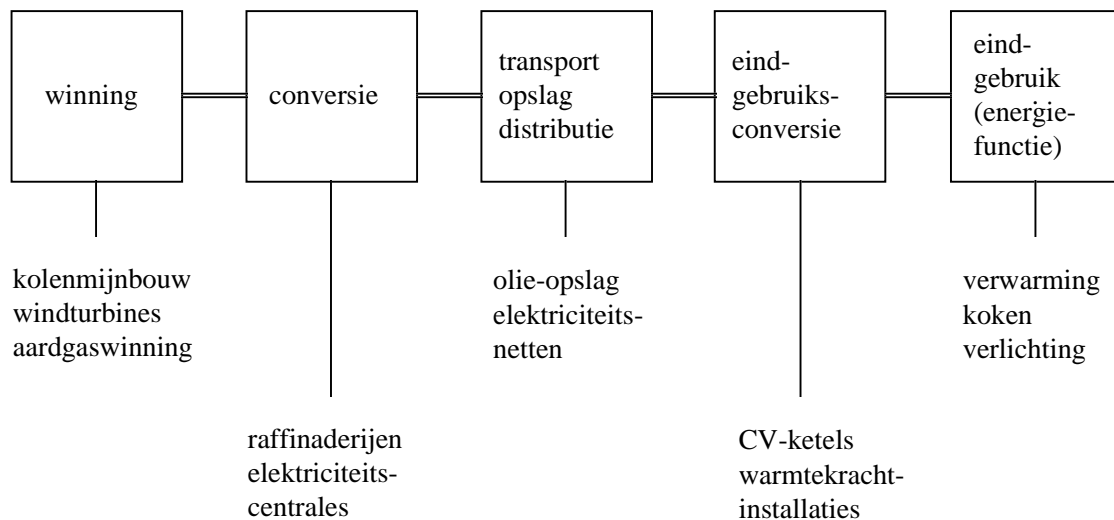 winning
conversie
transport
opslag
distributie
eind-
gebruiks-
conversie
eind-
gebruik
(energie-
functie)
kolenmijnbouw
windturbines
aardgaswinning
olie-opslag
elektriciteits-
netten
verwarming
koken
verlichting
raffinaderijen
elektriciteits-
centrales
CV-ketels
warmtekracht-
installaties